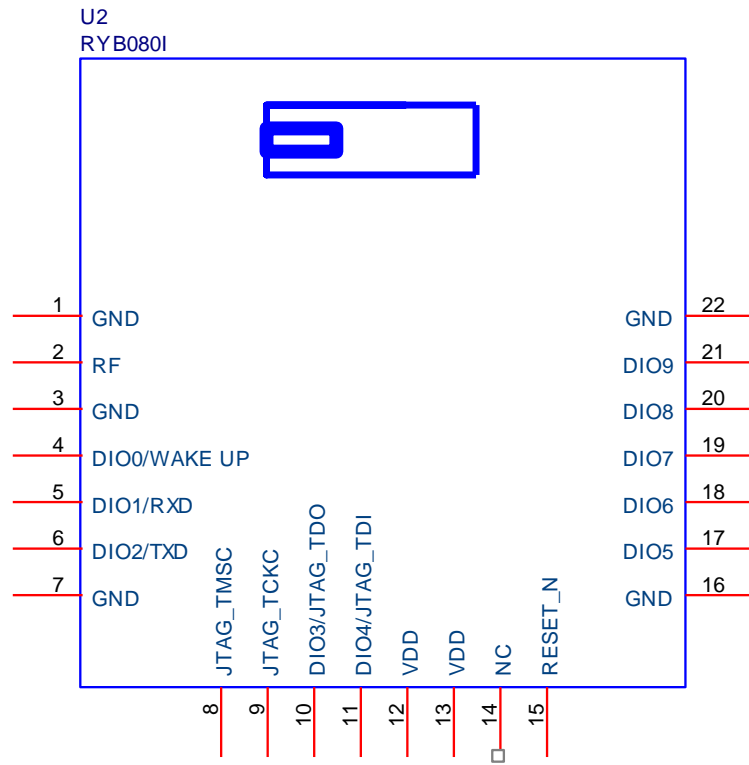 U2
RYB080I
1 GND
2 RF
3 GND
4 DIO0/WAKE UP
5 DIO1/RXD
6 DIO2/TXD
7 GND
8 JTAG_TMSC
9 JTAG_TCKC
10 DIO3/JTAG_TDO
11 DIO4/JTAG_TDI
12 VDD
13 VDD
14 NC
15 RESET_N
GND 22
DIO9 21
DIO8 20
DIO7 19
DIO6 18
DIO5 17
GND 16